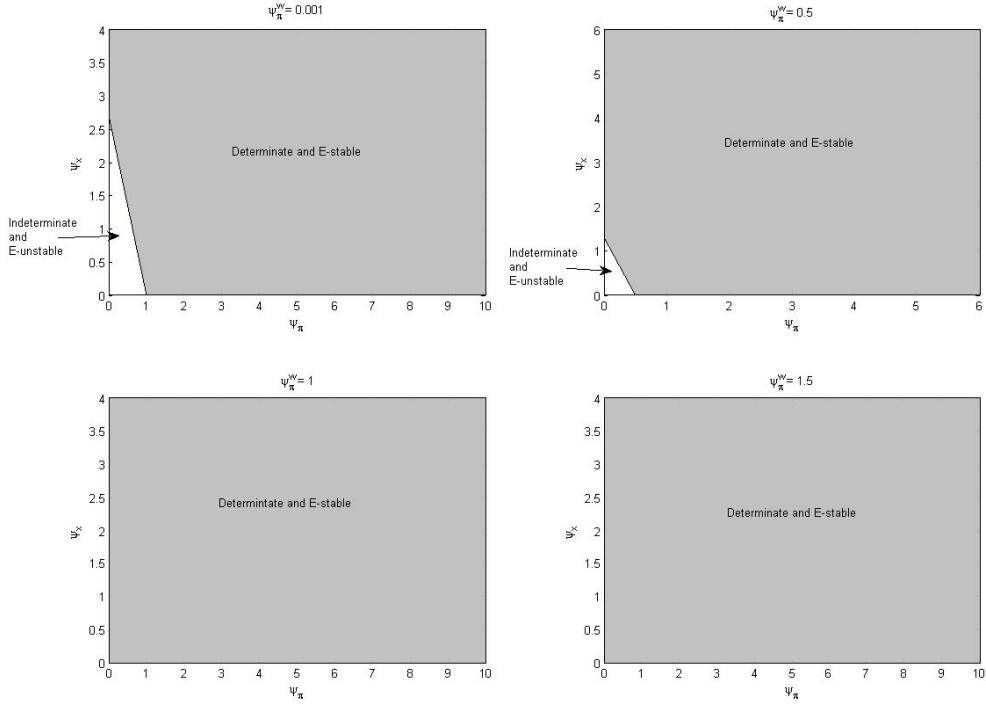 ψ_π^w = 0.001
4
3.5
3
2.5
2
1.5
1
0.5
0
ψ_x
Determinate and E-stable
Indeterminate
and
E-unstable
0 1 2 3 4 5 6 7 8 9 10
ψ_π
ψ_π^w = 0.5
6
5
4
3
2
1
0
ψ_x
Determinate and E-stable
Indeterminate
and
E-unstable
0 1 2 3 4 5 6
ψ_π
ψ_π^w = 1
4
3.5
3
2.5
2
1.5
1
0.5
0
ψ_x
Determintate and E-stable
0 1 2 3 4 5 6 7 8 9 10
ψ_π
ψ_π^w = 1.5
4
3.5
3
2.5
2
1.5
1
0.5
0
ψ_x
Determinate and E-stable
0 1 2 3 4 5 6 7 8 9 10
ψ_π